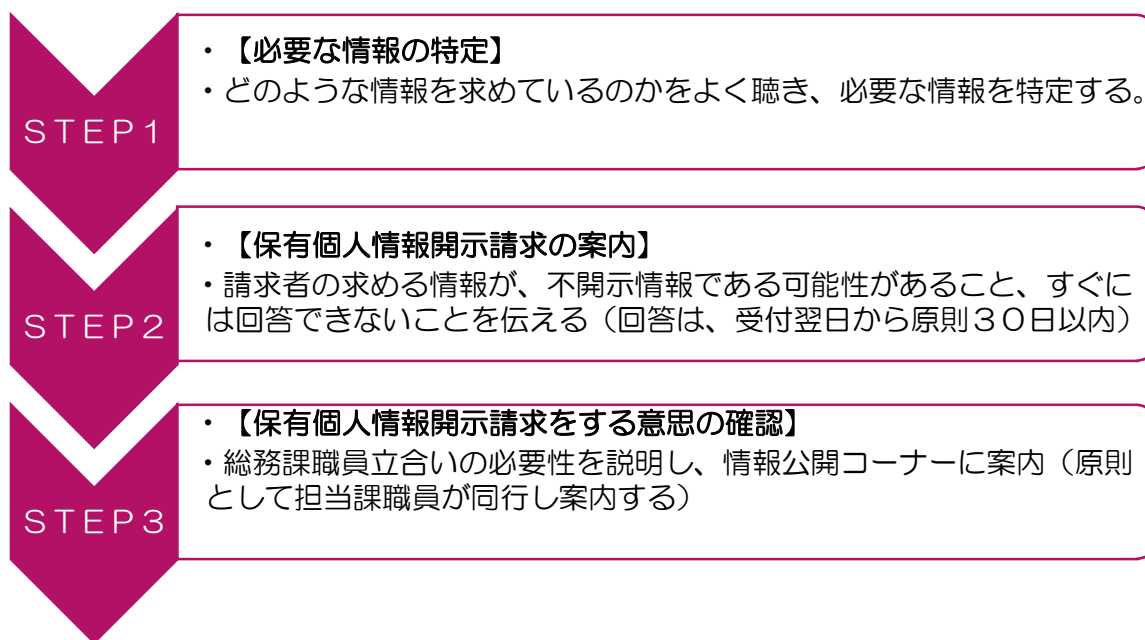 STEP1
・【必要な情報の特定】
・どのような情報を求めているのかをよく聴き、必要な情報を特定する。
STEP2
・【保有個人情報開示請求の案内】
・請求者の求める情報が、不開示情報である可能性があること、すぐに
は回答できないことを伝える（回答は、受付翌日から原則３０日以内）
STEP3
・【保有個人情報開示請求をする意思の確認】
・総務課職員立合いの必要性を説明し、情報公開コーナーに案内（原則
として担当課職員が同行し案内する）